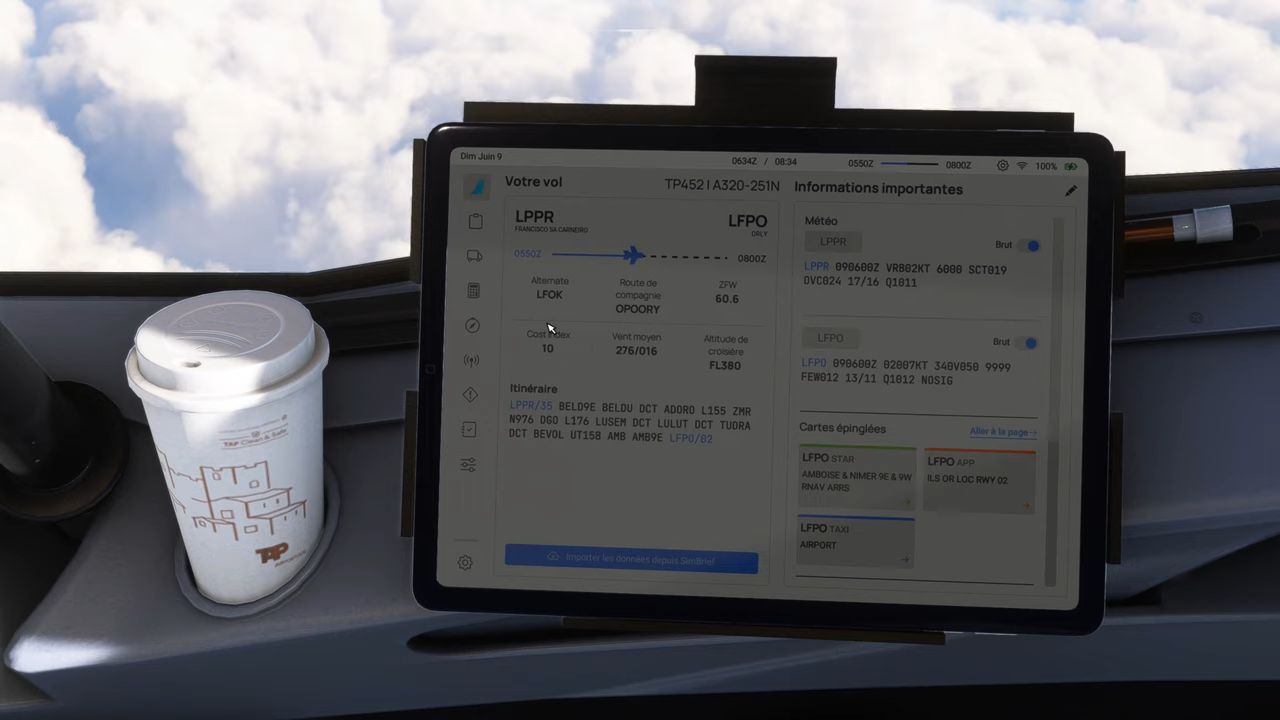 Dim Juin 9
0634Z / 08:34
0550Z
0800Z
100%
Votre vol
TP452 | A320-251N
LPPR
FRANCISCO SA CARNEIRO
LFPO
ORLY
0550Z
0800Z
Alternate
LFOK
Route de
compagnie
OPOORY
ZFW
60.6
Cost Index
10
Vent moyen
276/016
Altitude de
croisière
FL380
Itinéraire
LPPR/35 BELD9E BELDU DCT ADORO L155 ZMR
N976 DGO L176 LUSEM DCT LULUT DCT TUDRA
DCT BEVOL UT158 AMB AMB9E LFPO/02
Importer les données depuis SimBrief
Informations importantes
Météo
LPPR
Brut
LPPR 090600Z VRB02KT 6000 SCT019
OVC024 17/16 Q1011
LFPO
Brut
LFPO 090600Z 02007KT 340V050 9999
FEW012 13/11 Q1012 NOSIG
Cartes épinglées
Aller à la page
LFPO STAR
AMBOISE & NIMER 9E & 9W
RNAV ARRS
LFPO APP
ILS OR LOC RWY 02
LFPO TAXI
AIRPORT
TAP Clean & Safe
TAP